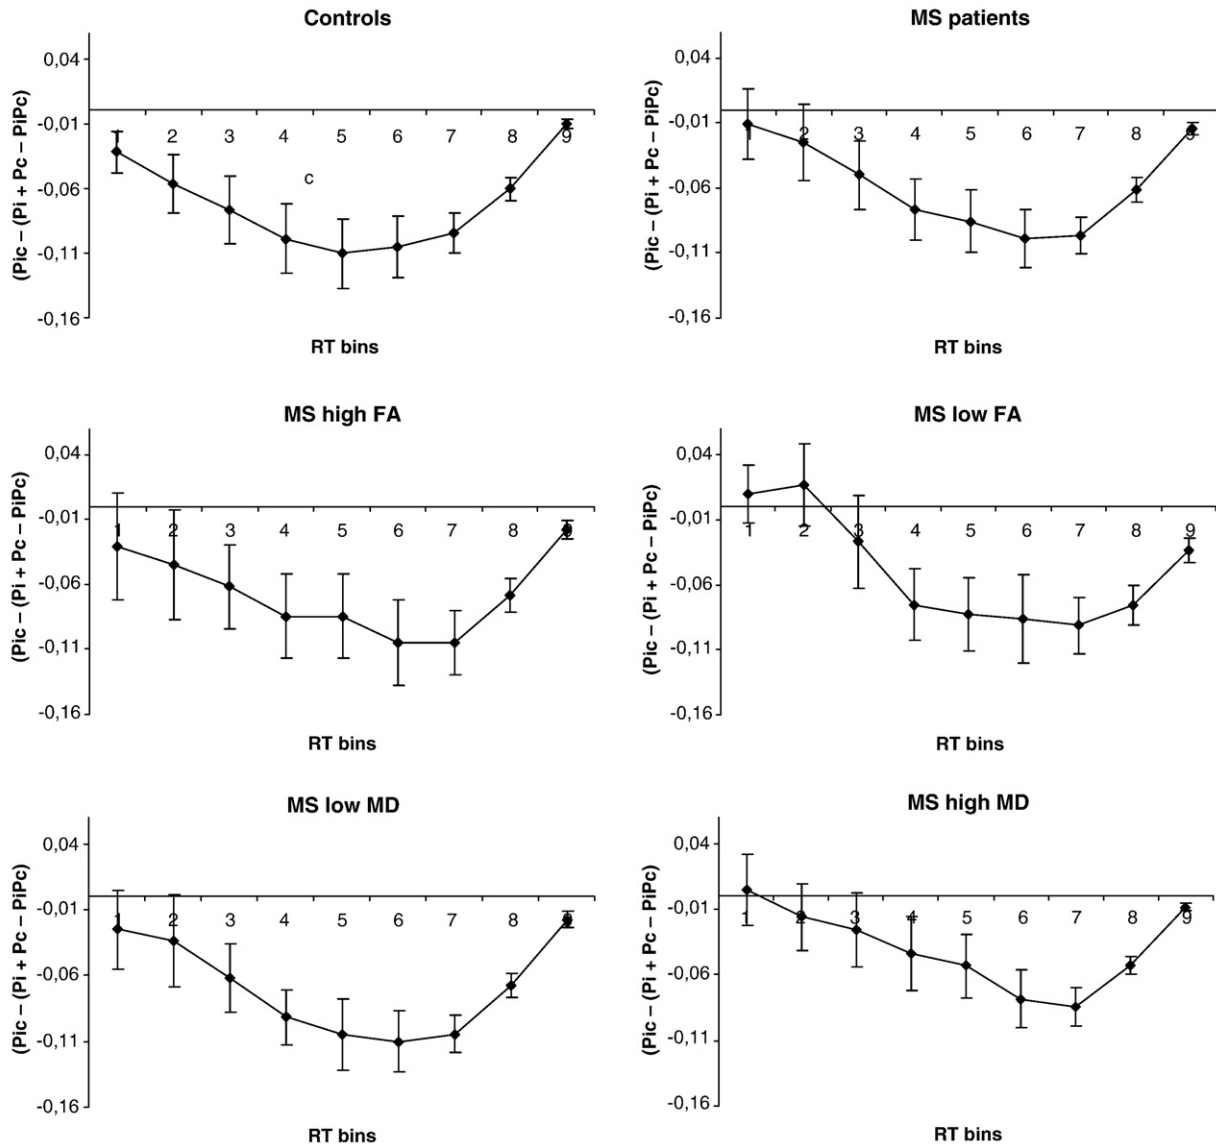 Controls
(Pic – (Pi + Pc – PiPc)
0,04
-0,01
-0,06
-0,11
-0,16
1 2 3 4 5 6 7 8 9
c
RT bins
MS patients
(Pic – (Pi + Pc – PiPc)
0,04
-0,01
-0,06
-0,11
-0,16
1 2 3 4 5 6 7 8 9
RT bins
MS high FA
(Pic – (Pi + Pc – PiPc)
0,04
-0,01
-0,06
-0,11
-0,16
1 2 3 4 5 6 7 8 9
RT bins
MS low FA
(Pic – (Pi + Pc – PiPc)
0,04
-0,01
-0,06
-0,11
-0,16
1 2 3 4 5 6 7 8 9
RT bins
MS low MD
(Pic – (Pi + Pc – PiPc)
0,04
-0,01
-0,06
-0,11
-0,16
1 2 3 4 5 6 7 8 9
RT bins
MS high MD
(Pic – (Pi + Pc – PiPc)
0,04
-0,01
-0,06
-0,11
-0,16
1 2 3 4 5 6 7 8 9
RT bins